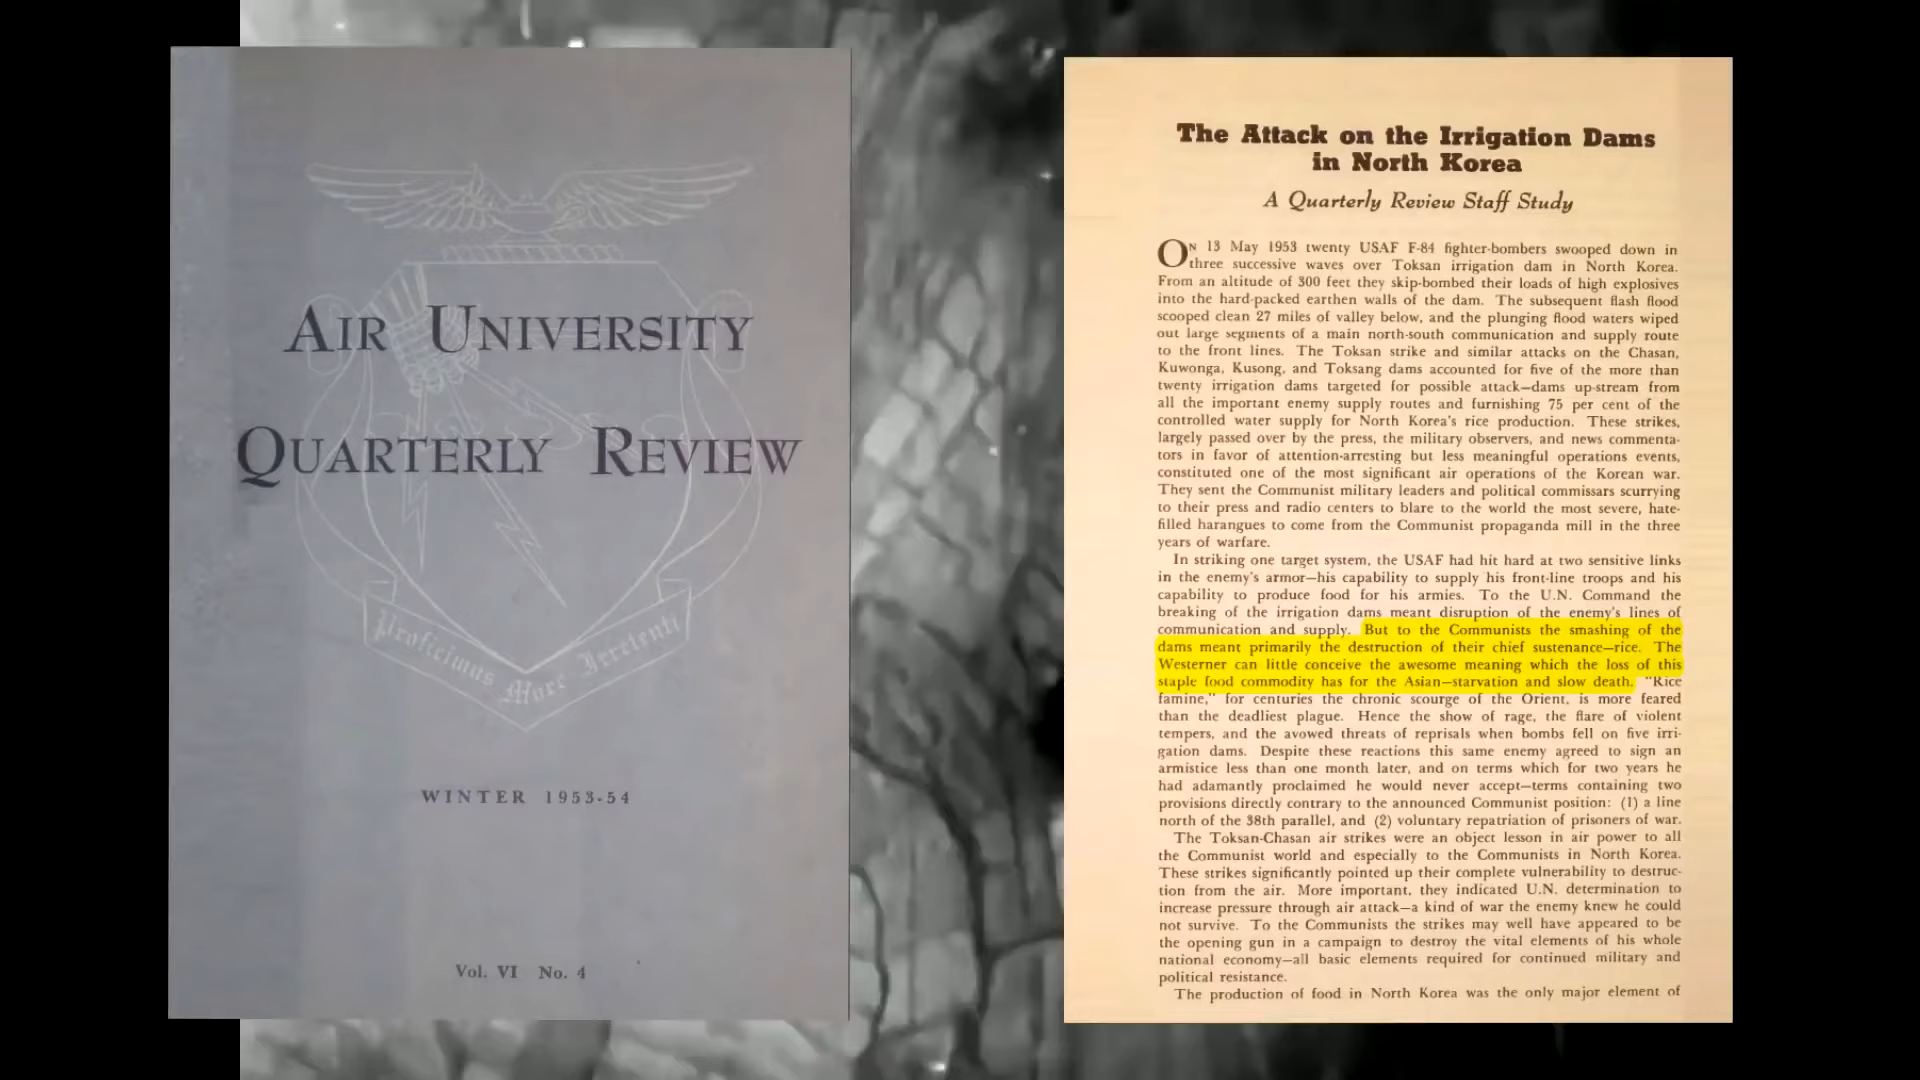 AIR UNIVERSITY
QUARTERLY REVIEW
Proficimus More Irretenti
WINTER 1953-54
Vol. VI No. 4
The Attack on the Irrigation Dams
in North Korea
A Quarterly Review Staff Study
ON 13 May 1953 twenty USAF F-84 fighter-bombers swooped down in
three successive waves over Toksan irrigation dam in North Korea.
From an altitude of 300 feet they skip-bombed their loads of high explosives
into the hard-packed earthen walls of the dam. The subsequent flash flood
scooped clean 27 miles of valley below, and the plunging flood waters wiped
out large segments of a main north-south communication and supply route
to the front lines. The Toksan strike and similar attacks on the Chasan,
Kuwonga, Kusong, and Toksang dams accounted for five of the more than
twenty irrigation dams targeted for possible attack—dams up-stream from
all the important enemy supply routes and furnishing 75 per cent of the
controlled water supply for North Korea's rice production. These strikes,
largely passed over by the press, the military observers, and news commenta-
tors in favor of attention-arresting but less meaningful operations events,
constituted one of the most significant air operations of the Korean war.
They sent the Communist military leaders and political commissars scurrying
to their press and radio centers to blare to the world the most severe, hate-
filled harangues to come from the Communist propaganda mill in the three
years of warfare.
In striking one target system, the USAF had hit hard at two sensitive links
in the enemy's armor—his capability to supply his front-line troops and his
capability to produce food for his armies. To the U.N. Command the
breaking of the irrigation dams meant disruption of the enemy's lines of
communication and supply. But to the Communists the smashing of the
dams meant primarily the destruction of their chief sustenance—rice. The
Westerner can little conceive the awesome meaning which the loss of this
staple food commodity has for the Asian—starvation and slow death. "Rice
famine," for centuries the chronic scourge of the Orient, is more feared
than the deadliest plague. Hence the show of rage, the flare of violent
tempers, and the avowed threats of reprisals when bombs fell on five irri-
gation dams. Despite these reactions this same enemy agreed to sign an
armistice less than one month later, and on terms which for two years he
had adamantly proclaimed he would never accept—terms containing two
provisions directly contrary to the announced Communist position: (1) a line
north of the 38th parallel, and (2) voluntary repatriation of prisoners of war.
The Toksan-Chasan air strikes were an object lesson in air power to all
the Communist world and especially to the Communists in North Korea.
These strikes significantly pointed up their complete vulnerability to destruc-
tion from the air. More important, they indicated U.N. determination to
increase pressure through air attack—a kind of war the enemy knew he could
not survive. To the Communists the strikes may well have appeared to be
the opening gun in a campaign to destroy the vital elements of his whole
national economy—all basic elements required for continued military and
political resistance.
The production of food in North Korea was the only major element of